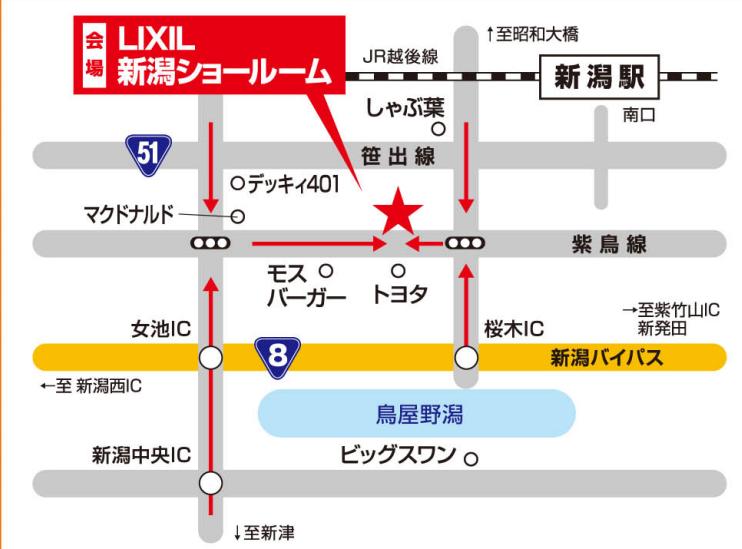 会場
LIXIL
新潟ショールーム
↑至昭和大橋
JR越後線
新潟駅
南口
しゃぶ葉
51
笹出線
デッキィ401
マクドナルド
紫鳥線
モス
バーガー
トヨタ
→至紫竹山IC
新発田
女池IC
桜木IC
8
新潟バイパス
←至 新潟西IC
鳥屋野潟
新潟中央IC
ビッグスワン
↓至新津